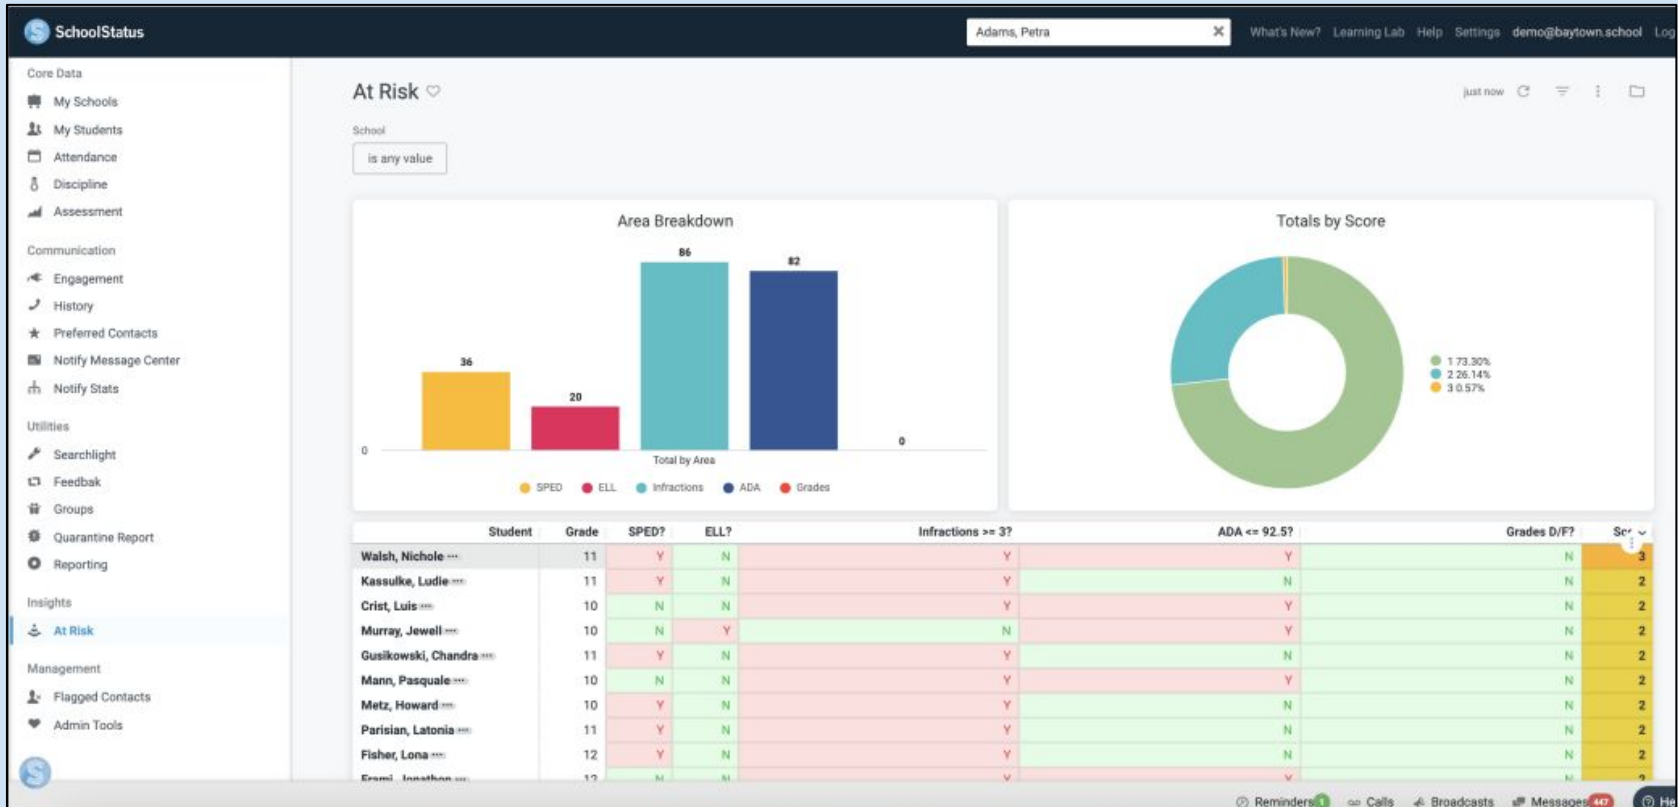 SchoolStatus
Adams, Petra
What's New? Learning Lab Help Settings demo@baytown.school Log
Core Data
My Schools
My Students
Attendance
Discipline
Assessment
Communication
Engagement
History
Preferred Contacts
Notify Message Center
Notify Stats
Utilities
Searchlight
Feedbak
Groups
Quarantine Report
Reporting
Insights
At Risk
Management
Flagged Contacts
Admin Tools
At Risk
just now
School
is any value
Area Breakdown
86
82
36
20
0
0
Total by Area
SPED ELL Infractions ADA Grades
Totals by Score
1 73.30%
2 26.14%
3 0.57%
Student Grade SPED? ELL? Infractions >= 3? ADA <= 92.5? Grades D/F?
Walsh, Nichole 11 Y N Y Y N 3
Kassulke, Ludie 11 Y N Y N N 2
Crist, Luis 10 N N Y Y N 2
Murray, Jewell 10 N Y N Y N 2
Gusikowski, Chandra 11 Y N Y N N 2
Mann, Pasquale 10 N N Y Y N 2
Metz, Howard 10 Y N Y N N 2
Parisian, Latonia 11 Y N Y N N 2
Fisher, Lona 12 Y N Y N N 2
Reminders 1 Calls Broadcasts Messages 447 He